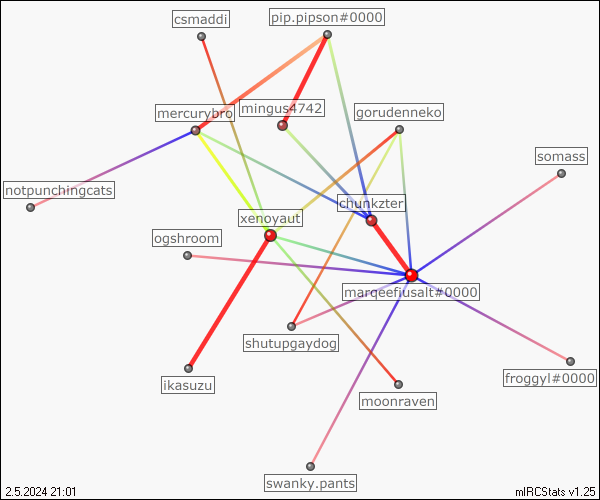 csmaddi
pip.pipson#0000
mercurybro
mingus4742
gorudenneko
somass
notpunchingcats
chunkzter
xenoyaut
ogshroom
marqeefiusalt#0000
shutupgaydog
froggyl#0000
ikasuzu
moonraven
swanky.pants
2.5.2024 21:01
mIRCStats v1.25